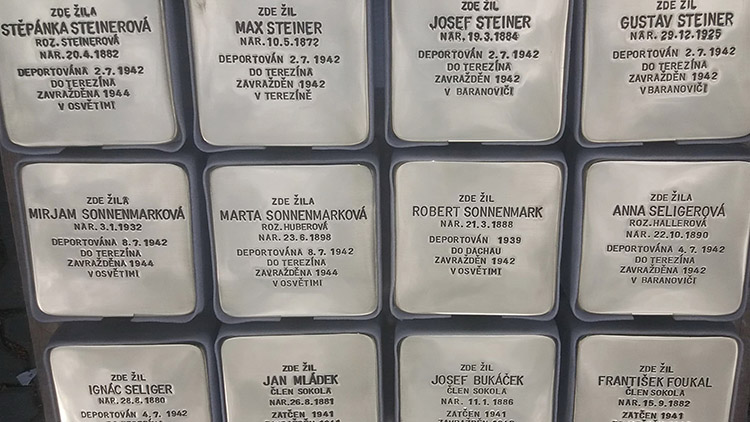 ZDE ŽILA
STĚPÁNKA STEINEROVÁ
ROZ. STEINEROVÁ
NAR. 20.4.1882
DEPORTOVÁNA 2.7.1942
DO TEREZÍNA
ZAVRAŽDĚNA 1944
V OSVĚTIMI
ZDE ŽIL
MAX STEINER
NAR. 10.5.1872
DEPORTOVÁN 2.7.1942
DO TEREZÍNA
ZAVRAŽDĚN 1942
V TEREZÍNĚ
ZDE ŽIL
JOSEF STEINER
NAR. 19.3.1884
DEPORTOVÁN 2.7.1942
DO TEREZÍNA
ZAVRAŽDĚN 1942
V BARANOVIČI
ZDE ŽIL
GUSTAV STEINER
NAR. 29.12.1925
DEPORTOVÁN 2.7.1942
DO TEREZÍNA
ZAVRAŽDĚN 1942
V BARANOVIČI
ZDE ŽILA
MIRJAM SONNENMARKOVÁ
NAR. 3.1.1932
DEPORTOVÁNA 8.7.1942
DO TEREZÍNA
ZAVRAŽDĚNA 1944
V OSVĚTIMI
ZDE ŽILA
MARTA SONNENMARKOVÁ
ROZ. HUBEROVÁ
NAR. 23.6.1898
DEPORTOVÁNA 8.7.1942
DO TEREZÍNA
ZAVRAŽDĚNA 1944
V OSVĚTIMI
ZDE ŽIL
ROBERT SONNENMARK
NAR. 21.3.1888
DEPORTOVÁN 1939
DO DACHAU
ZAVRAŽDĚN 1942
V OSVĚTIMI
ZDE ŽILA
ANNA SELIGEROVÁ
ROZ. HALLEROVÁ
NAR. 22.10.1890
DEPORTOVÁNA 4.7.1942
DO TEREZÍNA
ZAVRAŽDĚNA 1942
V BARANOVIČI
ZDE ŽIL
IGNÁC SELIGER
NAR. 28.8.1880
DEPORTOVÁN 4.7.1942
DO TEREZÍNA
ZDE ŽIL
JAN MLÁDEK
ČLEN SOKOLA
NAR. 26.8.1881
ZATČEN 1941
ZDE ŽIL
JOSEF BUKÁČEK
ČLEN SOKOLA
NAR. 11.1.1886
ZATČEN 1941
ZDE ŽIL
FRANTIŠEK FOUKAL
ČLEN SOKOLA
NAR. 15.9.1882
ZATČEN 1941